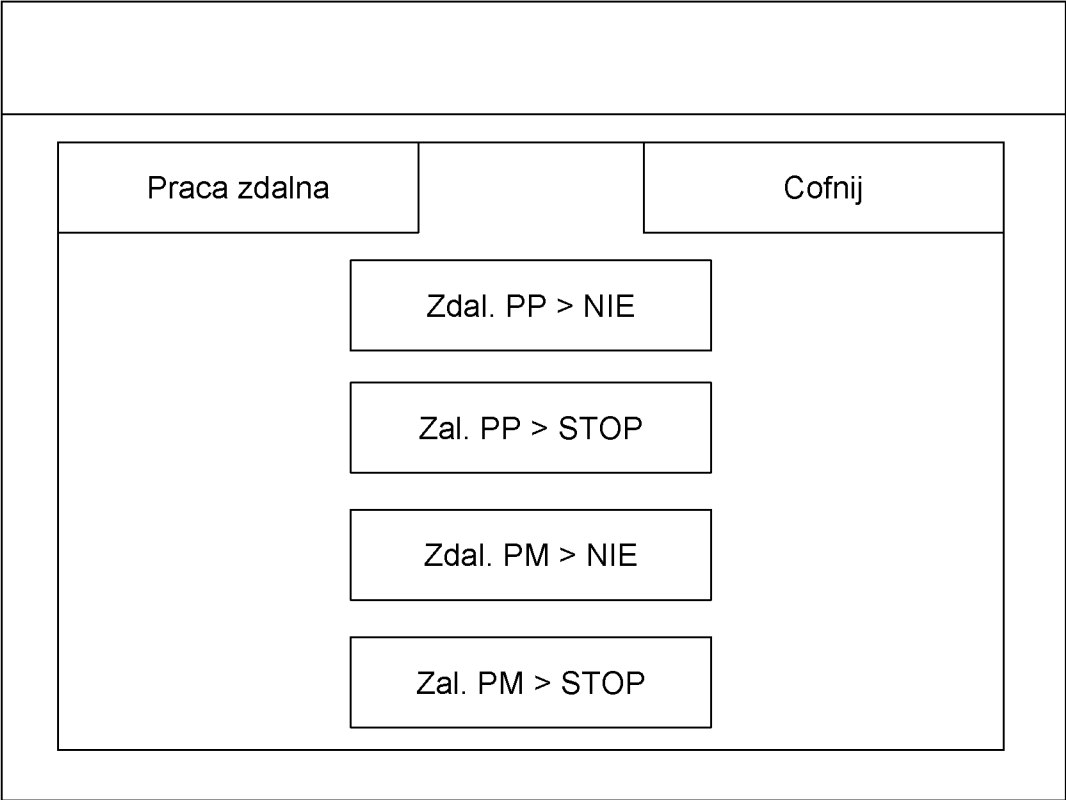 Praca zdalna
Cofnij
Zdal. PP > NIE
Zal. PP > STOP
Zdal. PM > NIE
Zal. PM > STOP